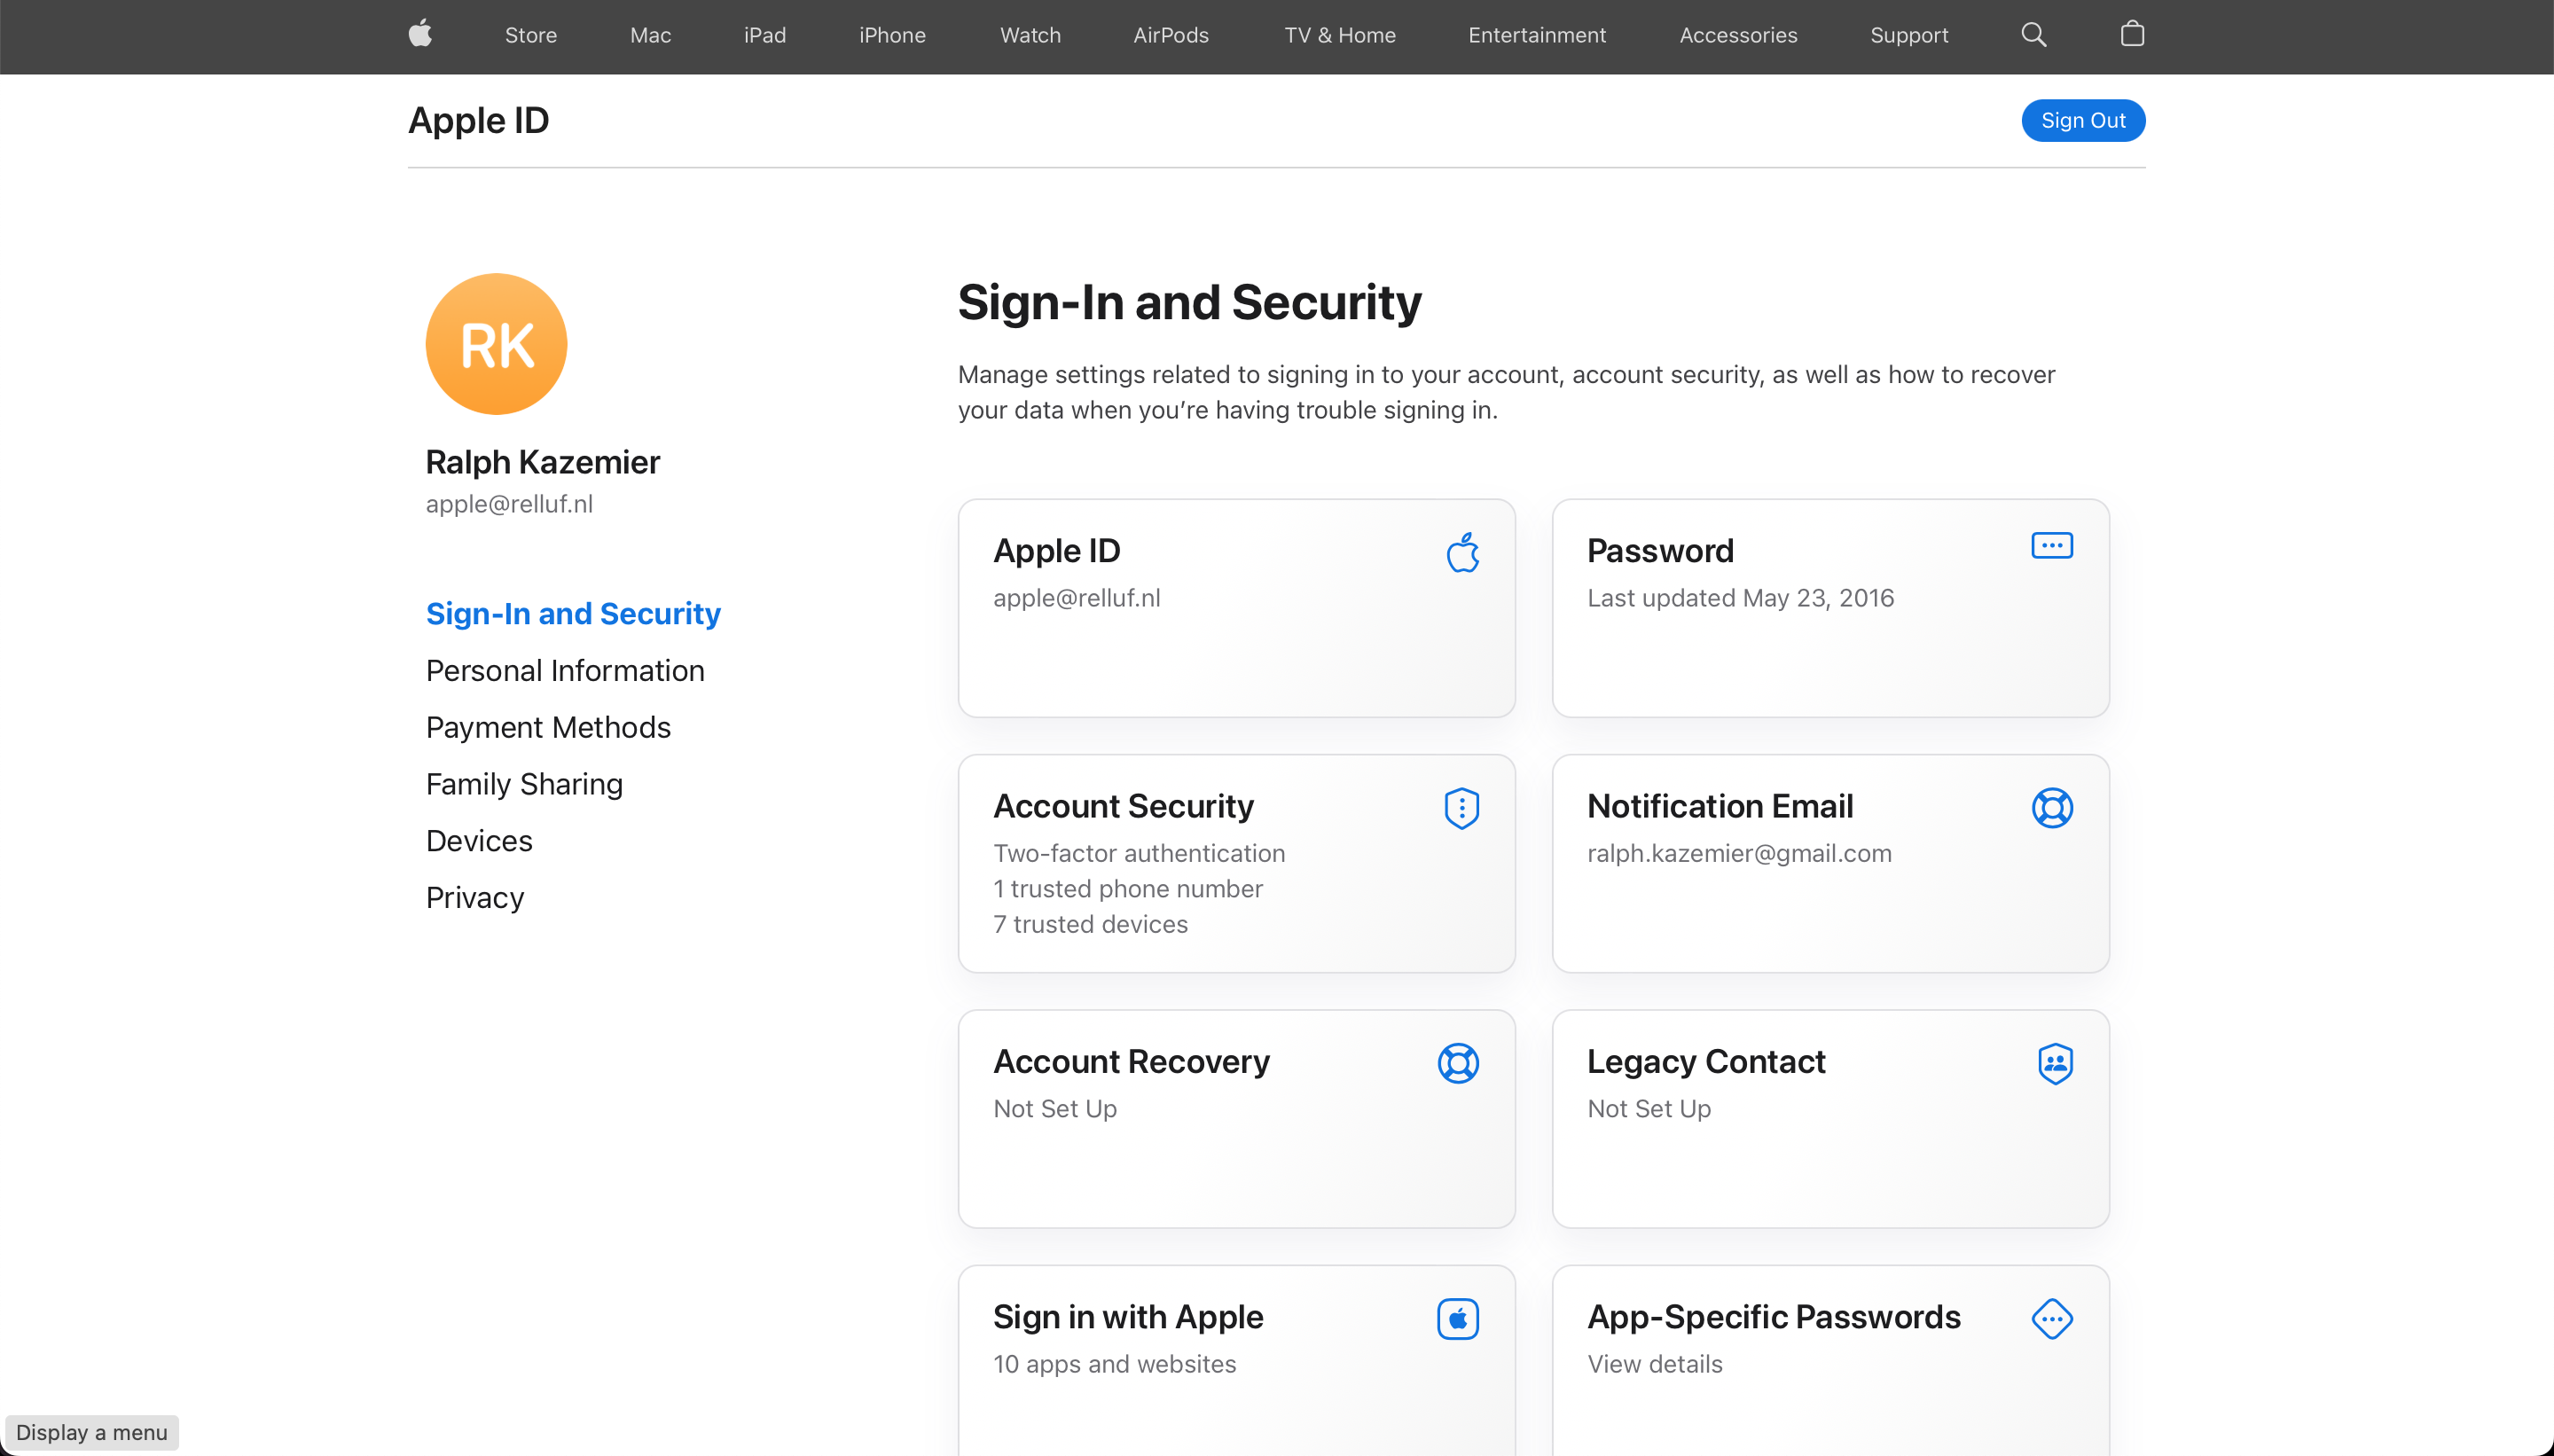 Store Mac iPad iPhone Watch AirPods TV & Home Entertainment Accessories Support
Apple ID
Sign Out
RK
Ralph Kazemier
apple@relluf.nl
Sign-In and Security
Personal Information
Payment Methods
Family Sharing
Devices
Privacy
Sign-In and Security
Manage settings related to signing in to your account, account security, as well as how to recover
your data when you’re having trouble signing in.
Apple ID
apple@relluf.nl
Password
Last updated May 23, 2016
Account Security
Two-factor authentication
1 trusted phone number
7 trusted devices
Notification Email
ralph.kazemier@gmail.com
Account Recovery
Not Set Up
Legacy Contact
Not Set Up
Sign in with Apple
10 apps and websites
App-Specific Passwords
View details
Display a menu